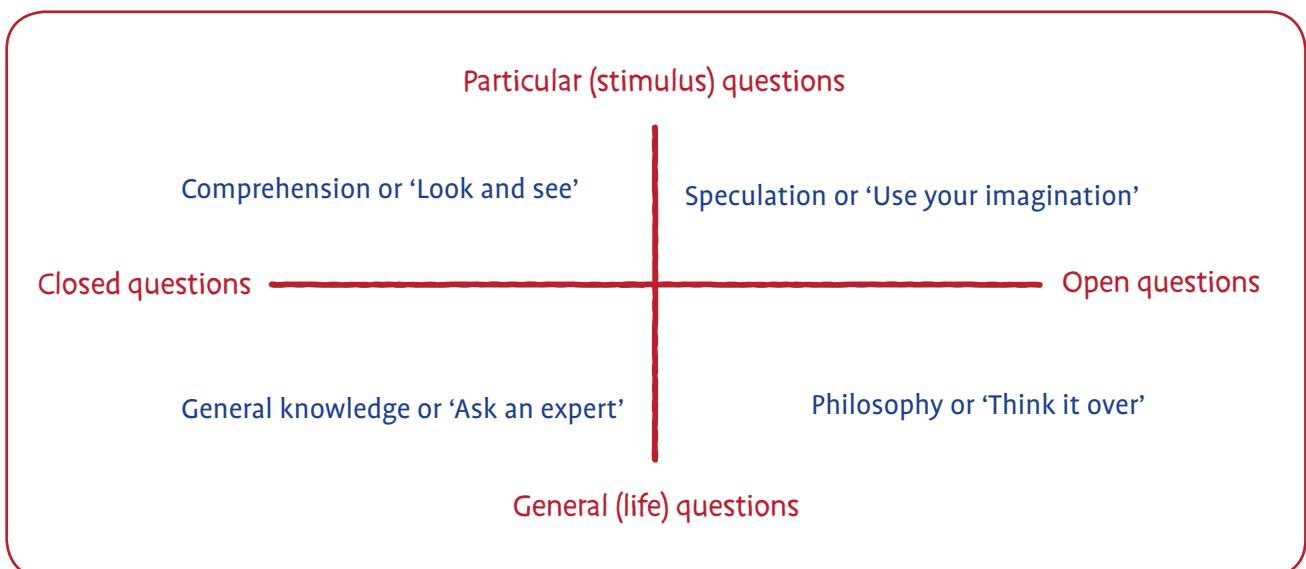 Particular (stimulus) questions
Comprehension or ‘Look and see’
Speculation or ‘Use your imagination’
Closed questions
Open questions
General knowledge or ‘Ask an expert’
Philosophy or ‘Think it over’
General (life) questions